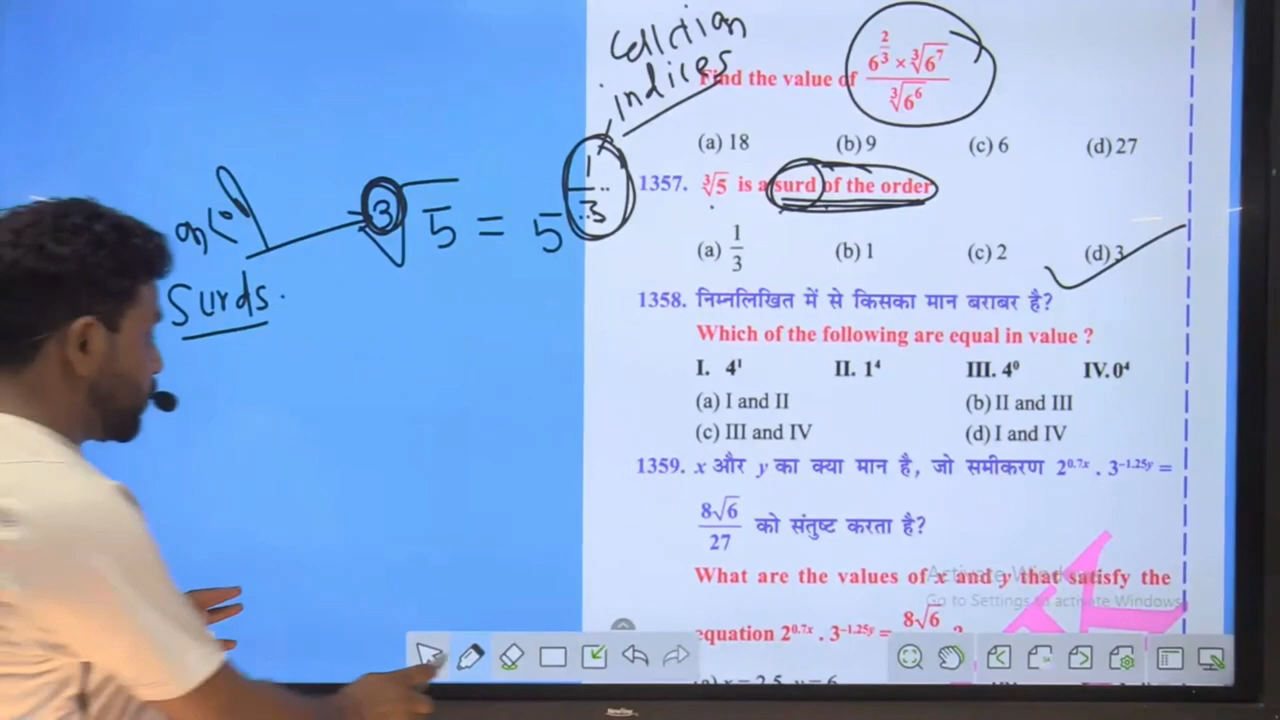 indices
Find the value of 6^{2/3} × ∛6⁷ / ∛6⁶
(a) 18 (b) 9 (c) 6 (d) 27
∛5 = 5^{1/3}
Surds.
1357. ∛5 is a surd of the order
(a) 1/3 (b) 1 (c) 2 (d) 3
1358. निम्नलिखित में से किसका मान बराबर है?
Which of the following are equal in value ?
I. 4¹ II. 1⁴ III. 4⁰ IV. 0⁴
(a) I and II (b) II and III
(c) III and IV (d) I and IV
1359. x और y का क्या मान है, जो समीकरण 2^{0.7x} . 3^{-1.25y} =
8√6/27 को संतुष्ट करता है?
What are the values of x and y that satisfy the
equation 2^{0.7x} . 3^{-1.25y} = 8√6
Activate Windows
Go to Settings to activate Windows.